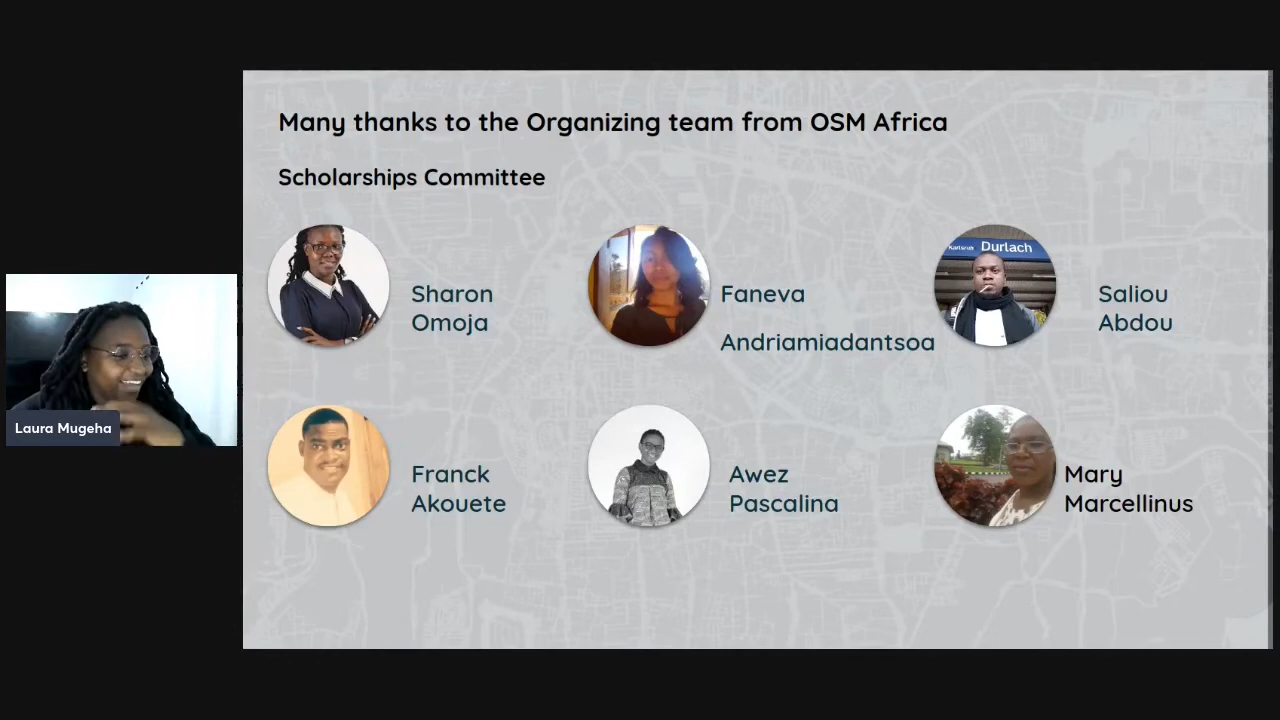 Many thanks to the Organizing team from OSM Africa
Scholarships Committee
Karlsruhe Durlach
Sharon
Omoja
Faneva
Andriamiadantsoa
Saliou
Abdou
Laura Mugeha
Franck
Akouete
Awez
Pascalina
Mary
Marcellinus